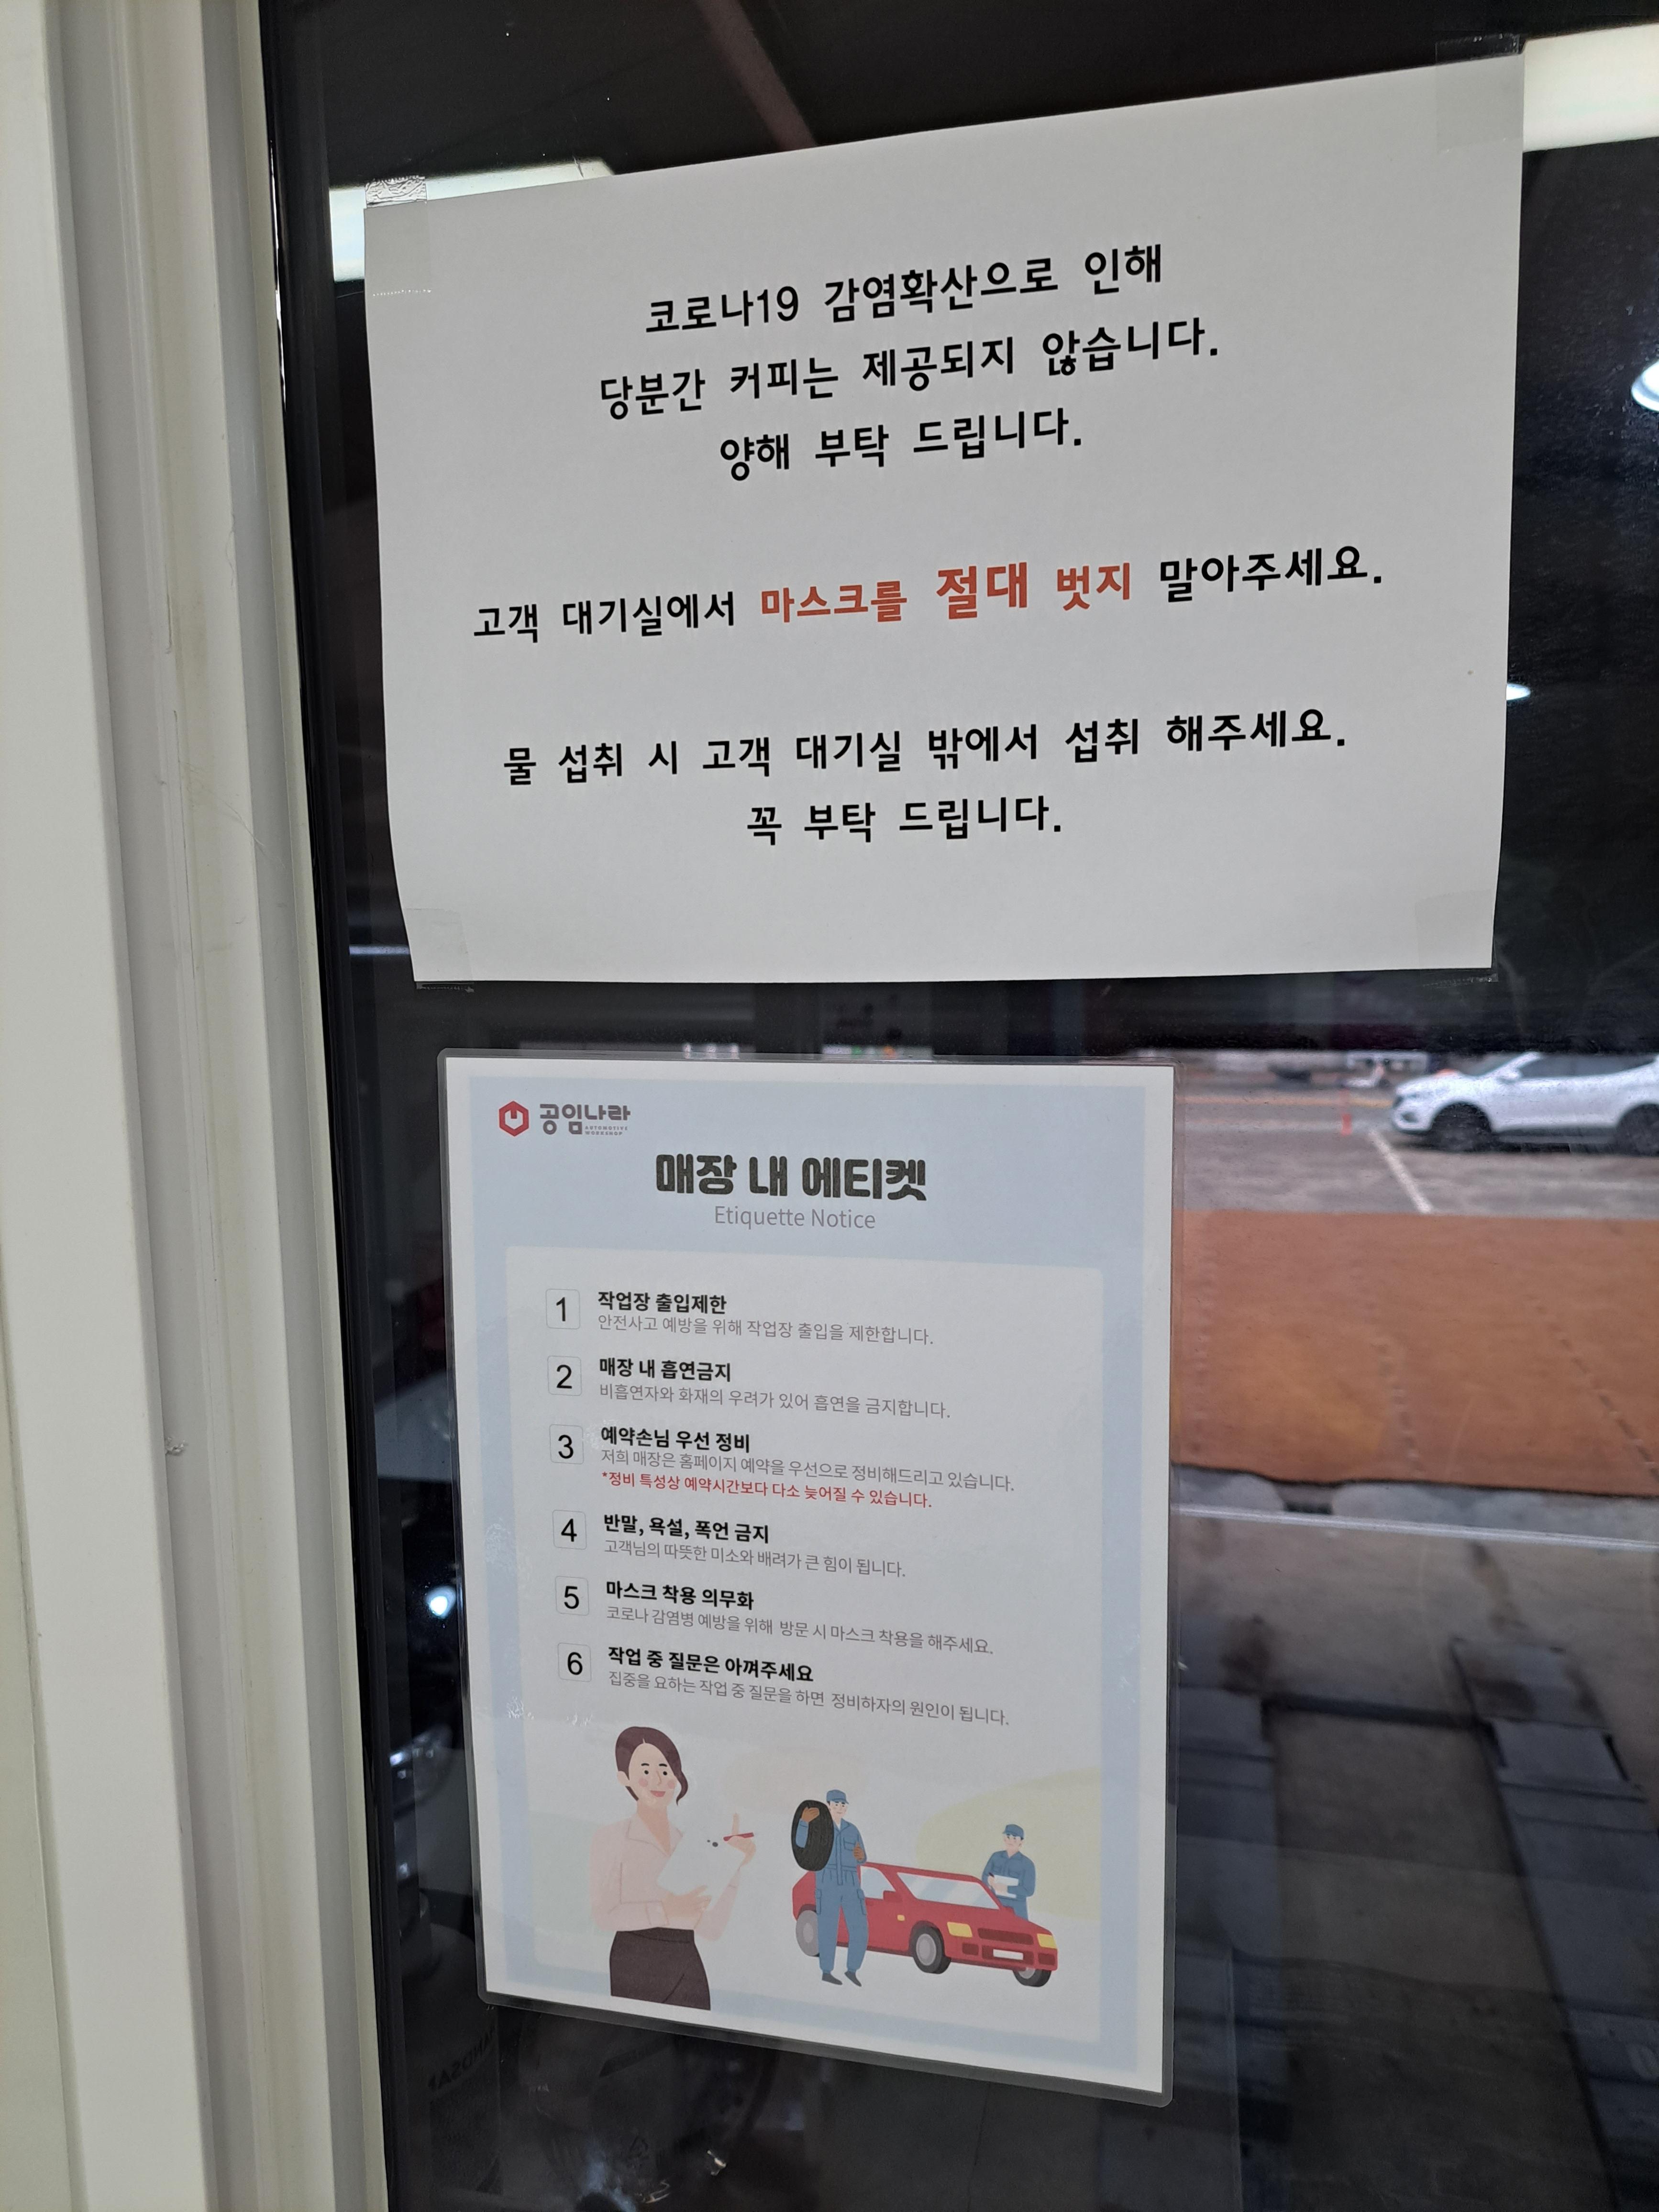 코로나19 감염확산으로 인해
당분간 커피는 제공되지 않습니다.
양해 부탁 드립니다.
고객 대기실에서 마스크를 절대 벗지 말아주세요.
물 섭취 시 고객 대기실 밖에서 섭취 해주세요.
꼭 부탁 드립니다.
공임나라
AUTOMOTIVE
WORKSHOP
매장 내 에티켓
Etiquette Notice
1 작업장 출입제한
안전사고 예방을 위해 작업장 출입을 제한합니다.
2 매장 내 흡연금지
비흡연자와 화재의 우려가 있어 흡연을 금지합니다.
3 예약손님 우선 정비
저희 매장은 홈페이지 예약을 우선으로 정비해드리고 있습니다.
*정비 특성상 예약시간보다 다소 늦어질 수 있습니다.
4 반말, 욕설, 폭언 금지
고객님의 따뜻한 미소와 배려가 큰 힘이 됩니다.
5 마스크 착용 의무화
코로나 감염병 예방을 위해 방문 시 마스크 착용을 해주세요.
6 작업 중 질문은 아껴주세요
집중을 요하는 작업 중 질문을 하면 정비하자의 원인이 됩니다.